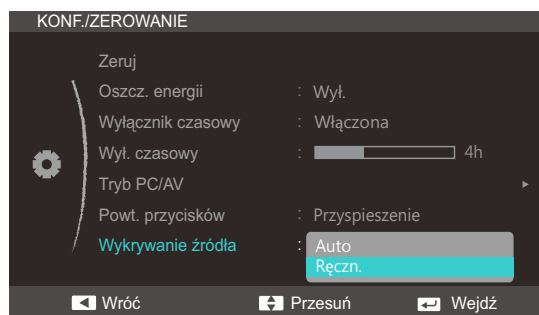 KONF./ZEROWANIE
Zeruj
Oszcz. energii : Wył.
Wyłącznik czasowy : Włączona
Wył. czasowy : 4h
Tryb PC/AV
Powt. przycisków : Przyspieszenie
Wykrywanie źródła : Auto
Ręczn.
Wróć Przesuń Wejdź